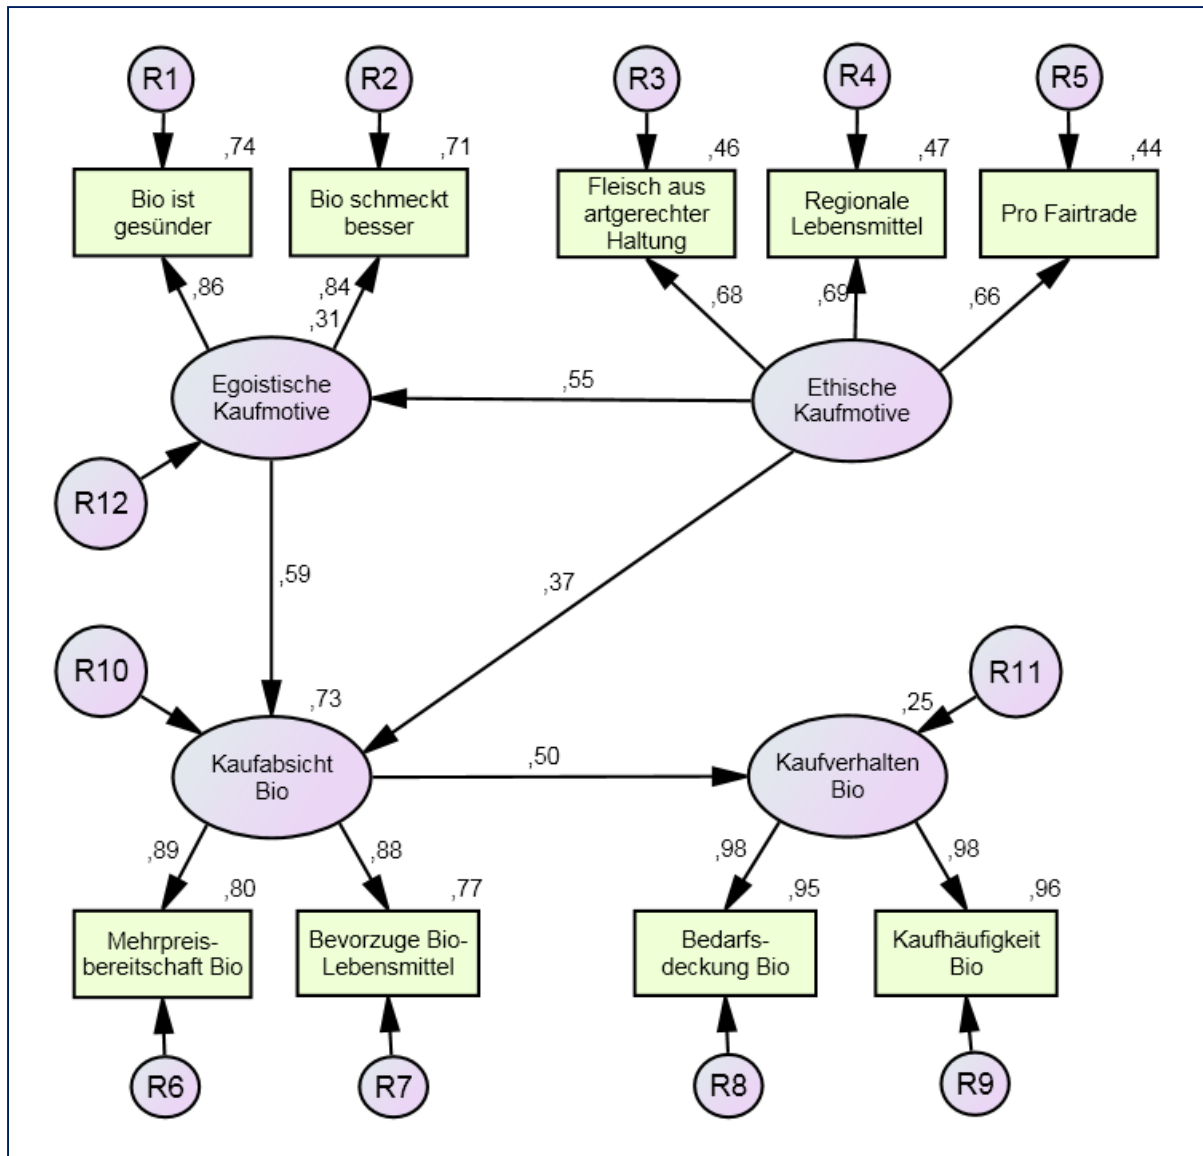 R1
R2
R3
R4
R5
,74
,71
,46
,47
,44
Bio ist
gesünder
Bio schmeckt
besser
Fleisch aus
artgerechter
Haltung
Regionale
Lebensmittel
Pro Fairtrade
,86
,84
,31
,68
,69
,66
Egoistische
Kaufmotive
,55
Ethische
Kaufmotive
R12
,59
,37
R10
R11
,73
,25
Kaufabsicht
Bio
,50
Kaufverhalten
Bio
,89
,88
,98
,98
,80
,77
,95
,96
Mehrpreis-
bereitschaft Bio
Bevorzuge Bio-
Lebensmittel
Bedarfs-
deckung Bio
Kaufhäufigkeit
Bio
R6
R7
R8
R9